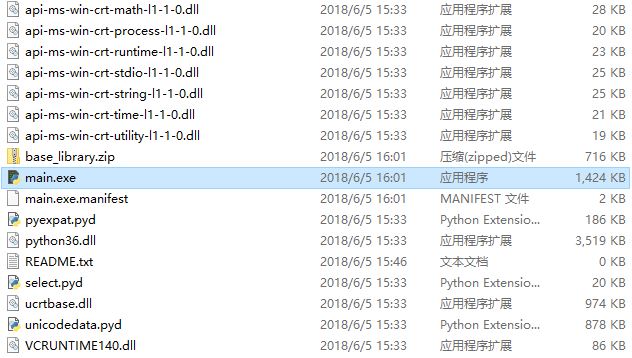 api-ms-win-crt-math-l1-1-0.dll 2018/6/5 15:33 应用程序扩展 28 KB
api-ms-win-crt-process-l1-1-0.dll 2018/6/5 15:33 应用程序扩展 20 KB
api-ms-win-crt-runtime-l1-1-0.dll 2018/6/5 15:33 应用程序扩展 23 KB
api-ms-win-crt-stdio-l1-1-0.dll 2018/6/5 15:33 应用程序扩展 25 KB
api-ms-win-crt-string-l1-1-0.dll 2018/6/5 15:33 应用程序扩展 25 KB
api-ms-win-crt-time-l1-1-0.dll 2018/6/5 15:33 应用程序扩展 21 KB
api-ms-win-crt-utility-l1-1-0.dll 2018/6/5 15:33 应用程序扩展 19 KB
base_library.zip 2018/6/5 16:01 压缩(zipped)文件 716 KB
main.exe 2018/6/5 16:01 应用程序 1,424 KB
main.exe.manifest 2018/6/5 16:01 MANIFEST 文件 2 KB
pyexpat.pyd 2018/6/5 15:33 Python Extensio... 186 KB
python36.dll 2018/6/5 15:33 应用程序扩展 3,519 KB
README.txt 2018/6/5 15:46 文本文档 0 KB
select.pyd 2018/6/5 15:33 Python Extensio... 20 KB
ucrtbase.dll 2018/6/5 15:33 应用程序扩展 974 KB
unicodedata.pyd 2018/6/5 15:33 Python Extensio... 878 KB
VCRUNTIME140.dll 2018/6/5 15:33 应用程序扩展 86 KB